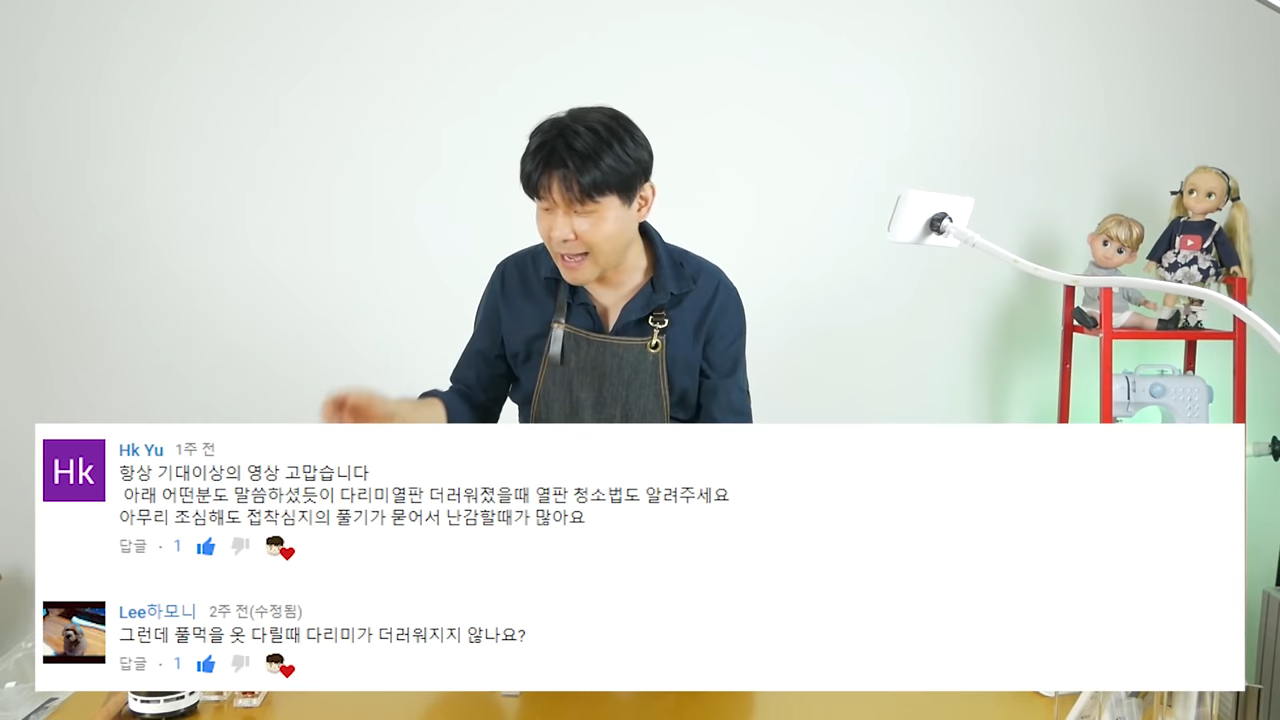 Hk
Hk Yu 1주 전
항상 기대이상의 영상 고맙습니다
아래 어떤분도 말씀하셨듯이 다리미열판 더러워졌을때 열판 청소법도 알려주세요
아무리 조심해도 접착심지의 풀기가 묻어서 난감할때가 많아요
답글 · 1
Lee하모니 2주 전(수정됨)
그런데 풀먹을 옷 다릴때 다리미가 더러워지지 않나요?
답글 · 1